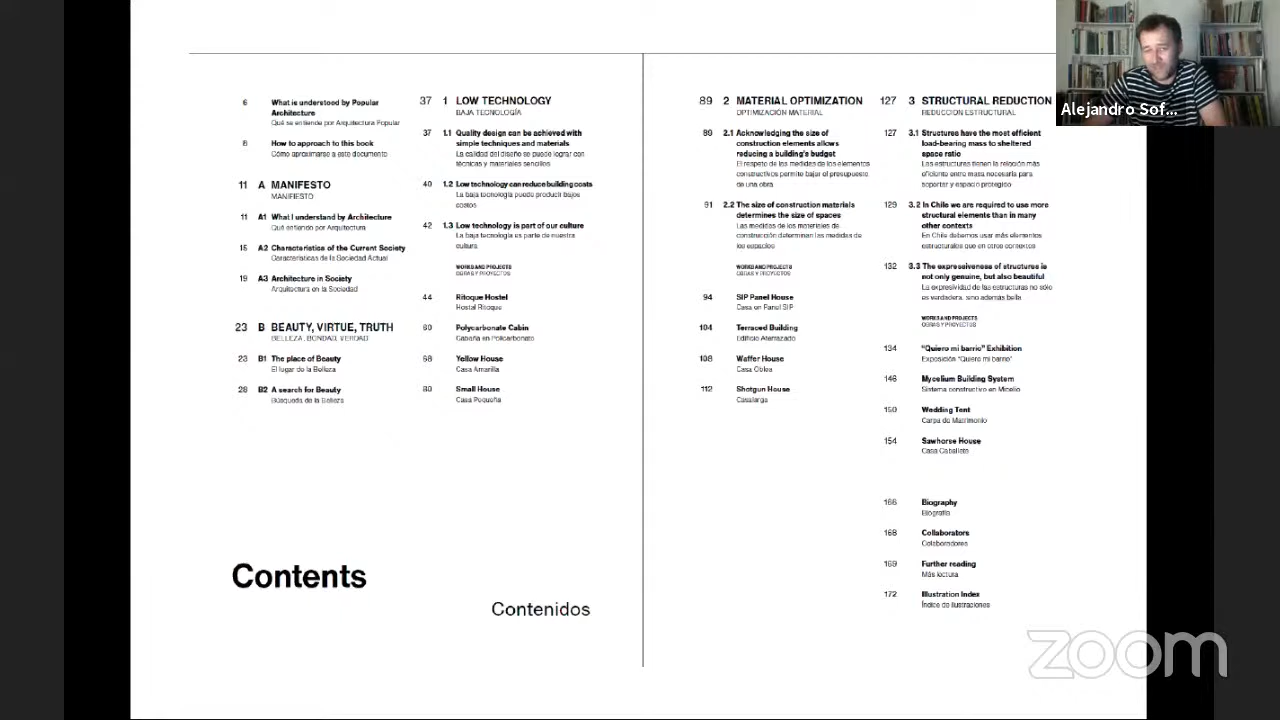 6 What is understood by Popular
Architecture
Qué se entiende por Arquitectura Popular
8 How to approach to this book
Cómo aproximarse a este documento
11 A MANIFESTO
MANIFIESTO
11 A1 What I understand by Architecture
Qué entiendo por Arquitectura
15 A2 Characteristics of the Current Society
Características de la Sociedad Actual
19 A3 Architecture in Society
Arquitectura en la Sociedad
23 B BEAUTY, VIRTUE, TRUTH
BELLEZA, BONDAD, VERDAD
23 B1 The place of Beauty
El lugar de la Belleza
28 B2 A search for Beauty
Búsqueda de la Belleza
37 1 LOW TECHNOLOGY
BAJA TECNOLOGÍA
37 1.1 Quality design can be achieved with
simple techniques and materials
La calidad del diseño se puede lograr con
técnicas y materiales sencillos
40 1.2 Low technology can reduce building costs
La baja tecnología puede producir bajos
costos
42 1.3 Low technology is part of our culture
La baja tecnología es parte de nuestra
cultura
WORKS AND PROJECTS
OBRAS Y PROYECTOS
44 Ritoque Hostel
Hostal Ritoque
60 Polycarbonate Cabin
Cabaña en Policarbonato
68 Yellow House
Casa Amarilla
80 Small House
Casa Pequeña
89 2 MATERIAL OPTIMIZATION
OPTIMIZACIÓN MATERIAL
89 2.1 Acknowledging the size of
construction elements allows
reducing a building's budget
El respeto de las medidas de los elementos
constructivos permite bajar el presupuesto
de una obra
91 2.2 The size of construction materials
determines the size of spaces
Las medidas de los materiales de
construcción determinan las medidas de
los espacios
WORKS AND PROJECTS
OBRAS Y PROYECTOS
94 SIP Panel House
Casa en Panel SIP
104 Terraced Building
Edificio Aterrazado
108 Waffer House
Casa Oblea
112 Shotgun House
Casalarga
127 3 STRUCTURAL REDUCTION
REDUCCIÓN ESTRUCTURAL
127 3.1 Structures have the most efficient
load-bearing mass to sheltered
space ratio
Las estructuras tienen la relación más
eficiente entre masa necesaria para
soportar y espacio protegido
129 3.2 In Chile we are required to use more
structural elements than in many
other contexts
En Chile debemos usar más elementos
estructurales que en otros contextos
132 3.3 The expressiveness of structures is
not only genuine, but also beautiful
La expresividad de las estructuras no sólo
es verdadera, sino además bella
WORKS AND PROJECTS
OBRAS Y PROYECTOS
134 "Quiero mi barrio" Exhibition
Exposición "Quiero mi barrio"
146 Mycelium Building System
Sistema constructivo en Micelio
150 Wedding Tent
Carpa de Matrimonio
154 Sawhorse House
Casa Caballete
166 Biography
Biografía
168 Collaborators
Colaboradores
169 Further reading
Más lectura
172 Illustration Index
Índice de ilustraciones
Contents
Contenidos
Alejandro Sof...
zoom